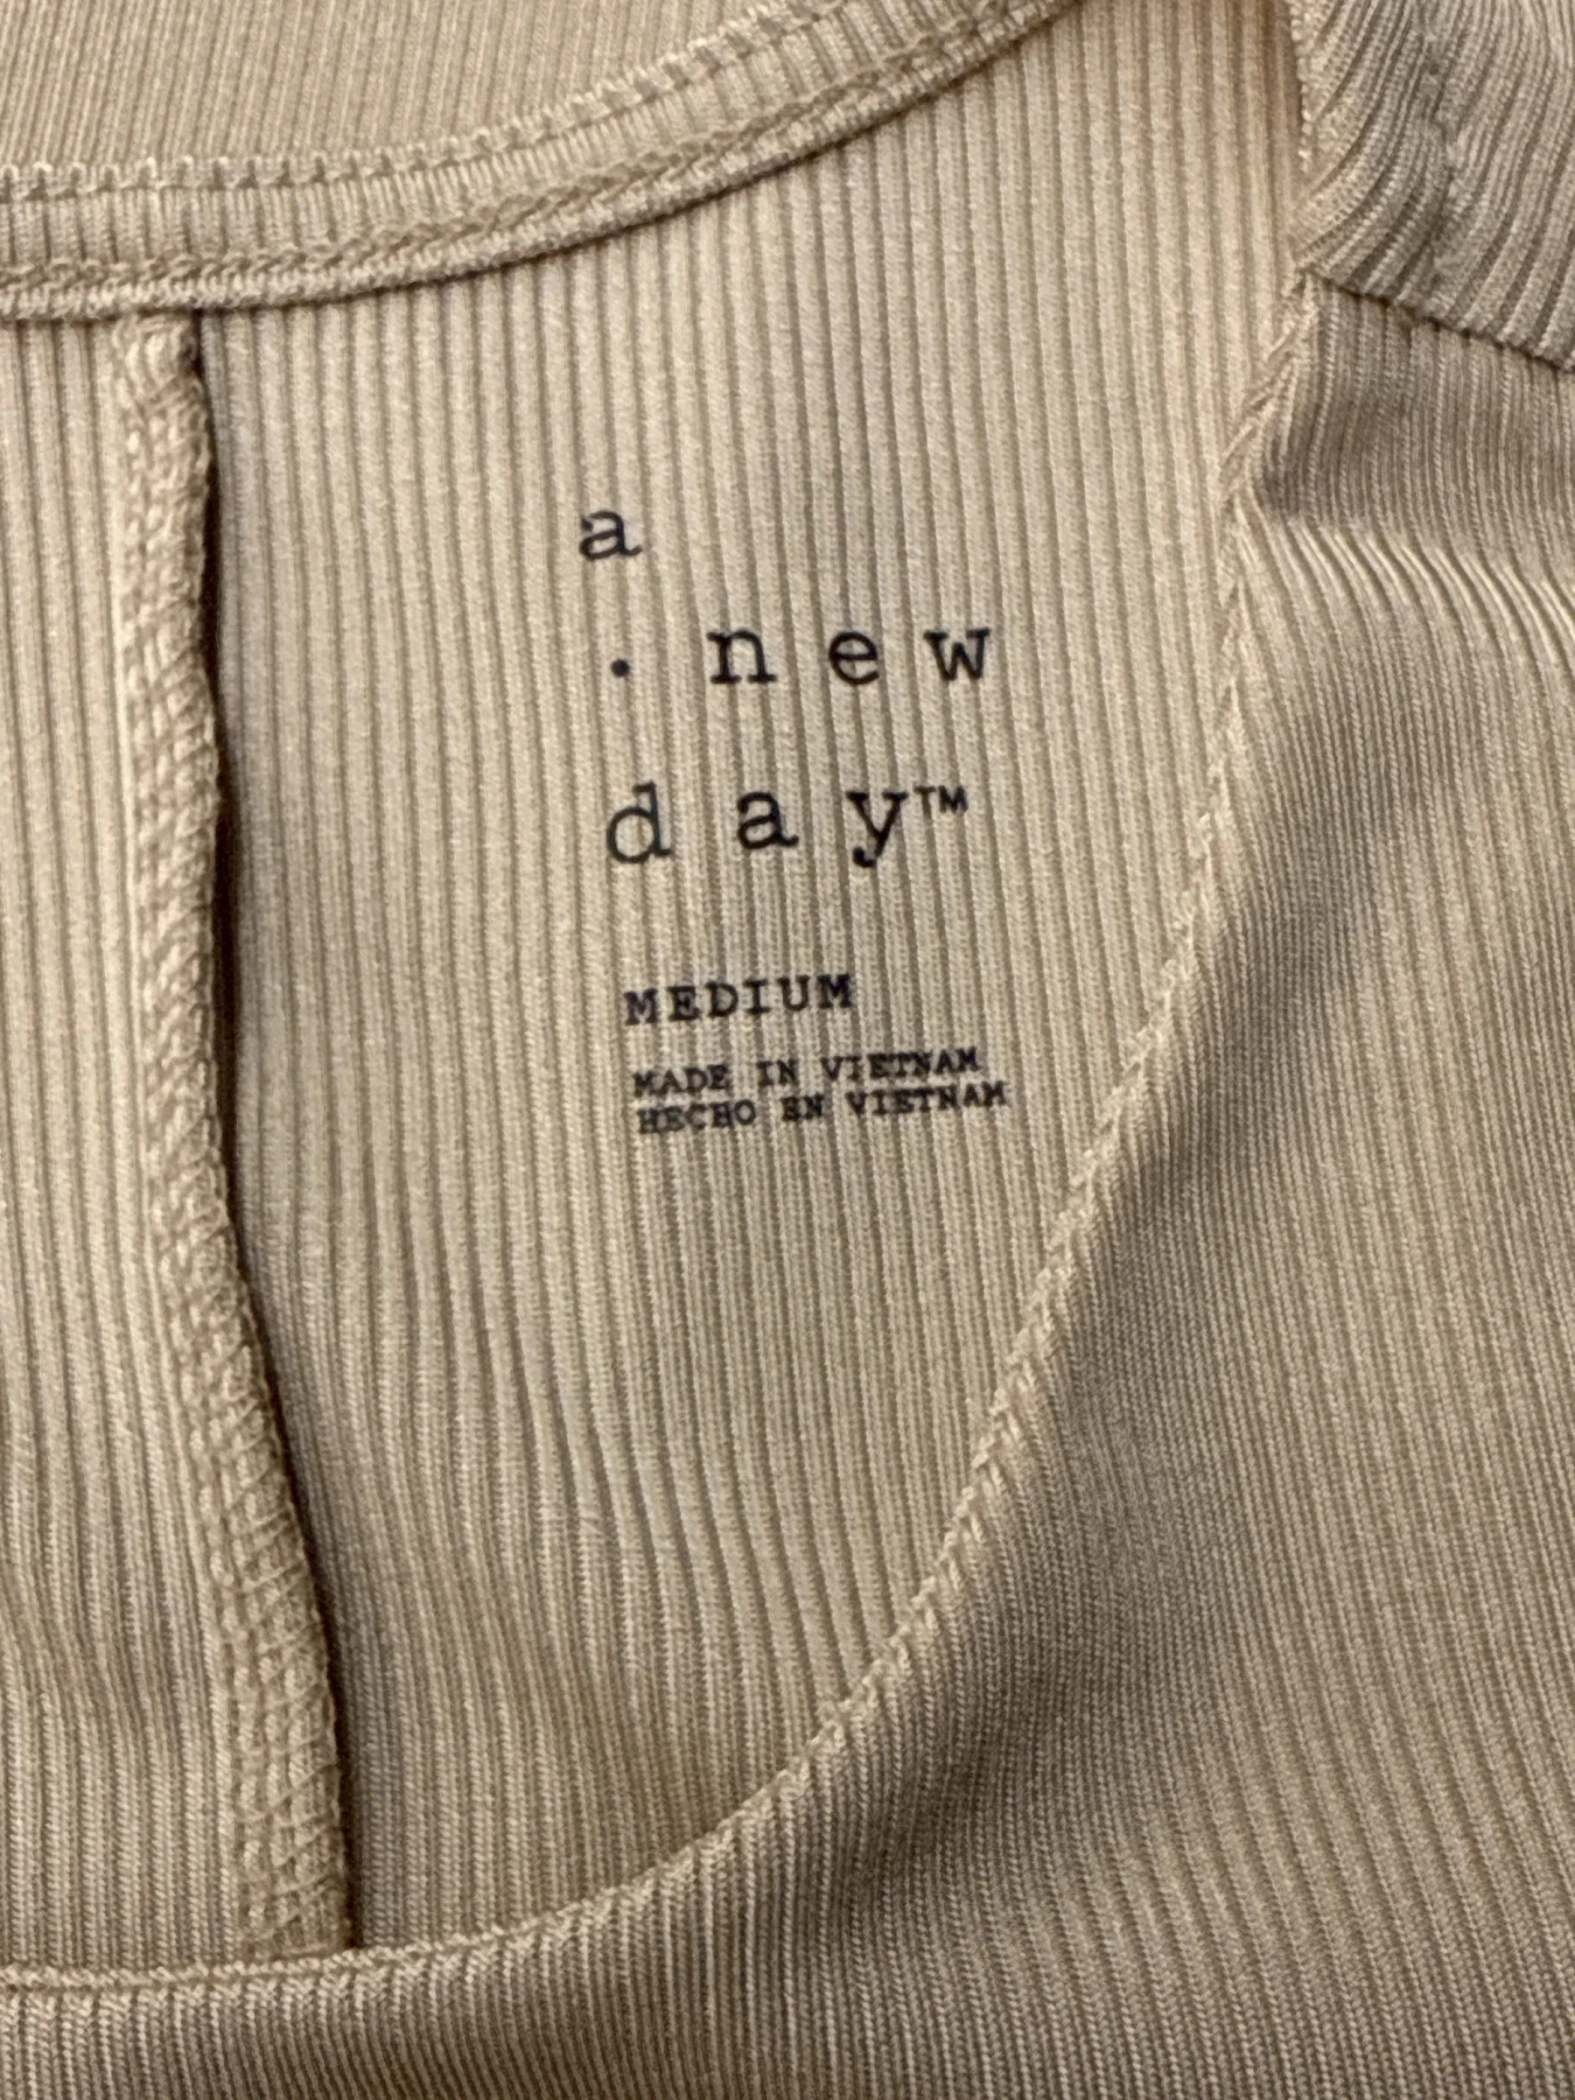 a
. new
day™
MEDIUM
MADE IN VIETNAM
HECHO EN VIETNAM